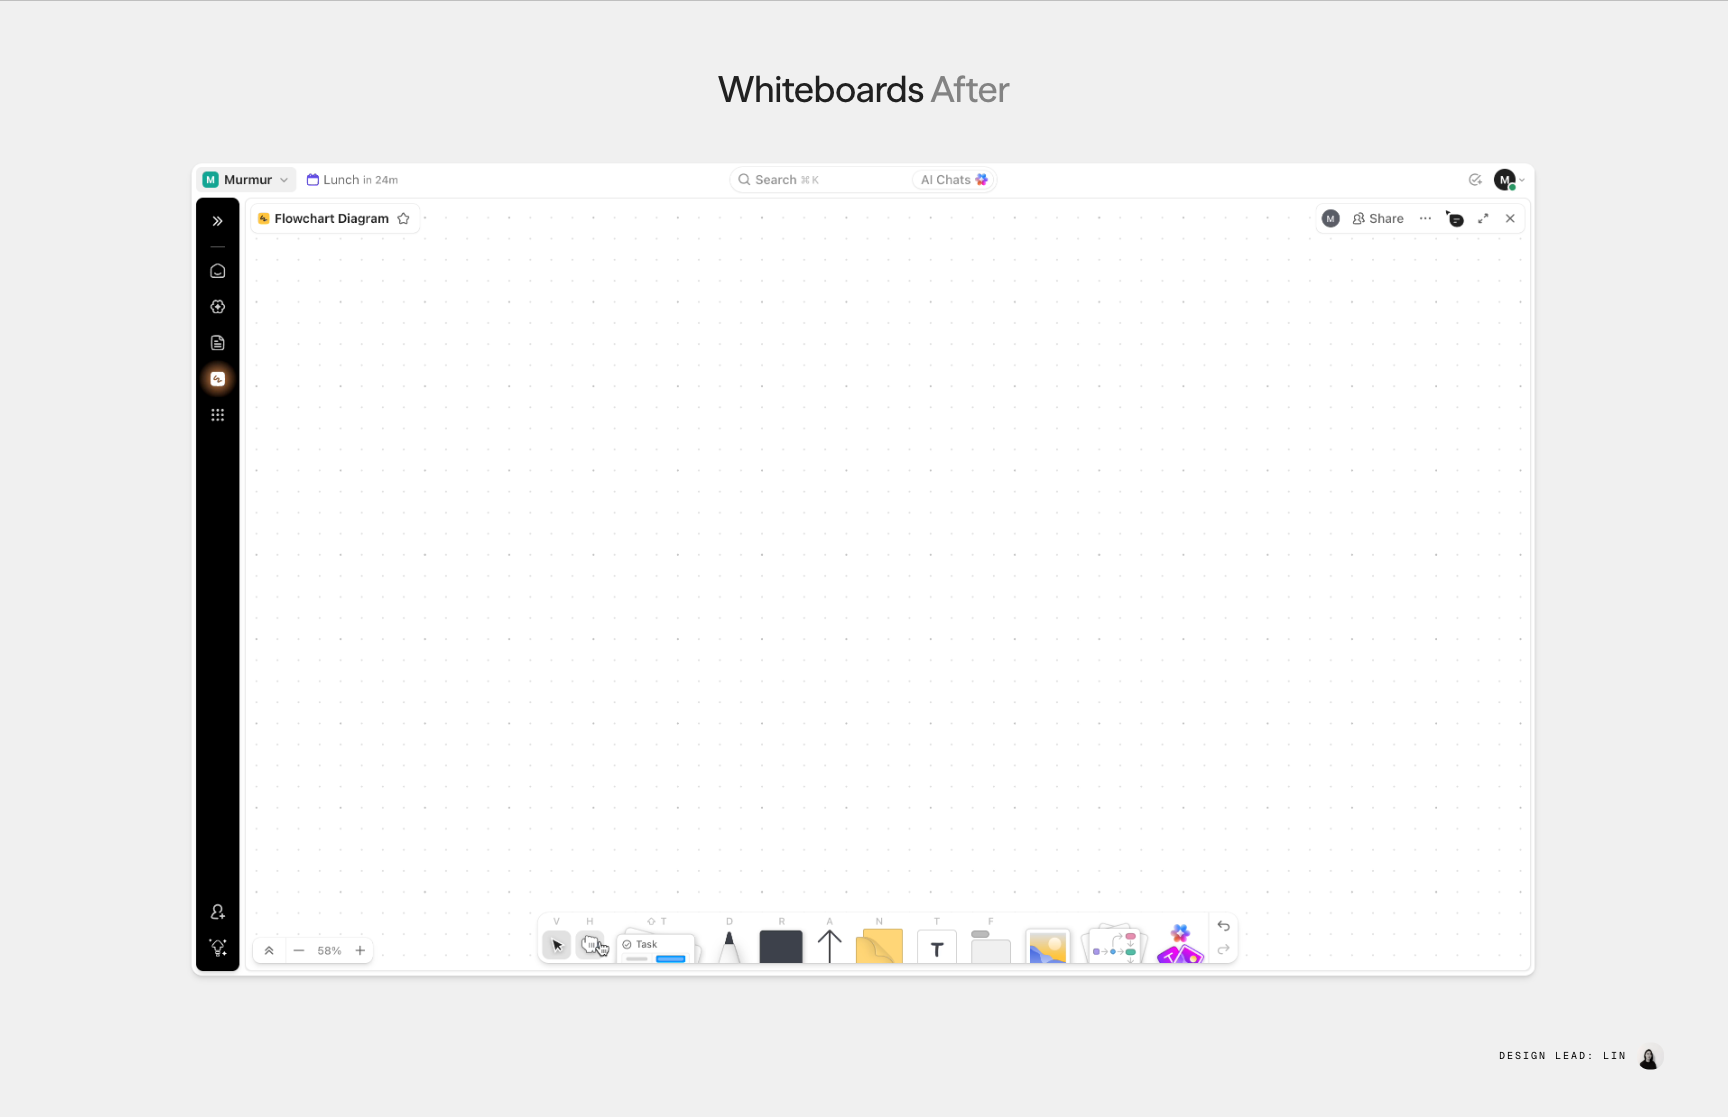 Whiteboards After
M Murmur Lunch in 24m Search ⌘ K AI Chats M
Flowchart Diagram M Share
V H ⇧ T D R A N T F
Task T
58%
DESIGN LEAD: LIN